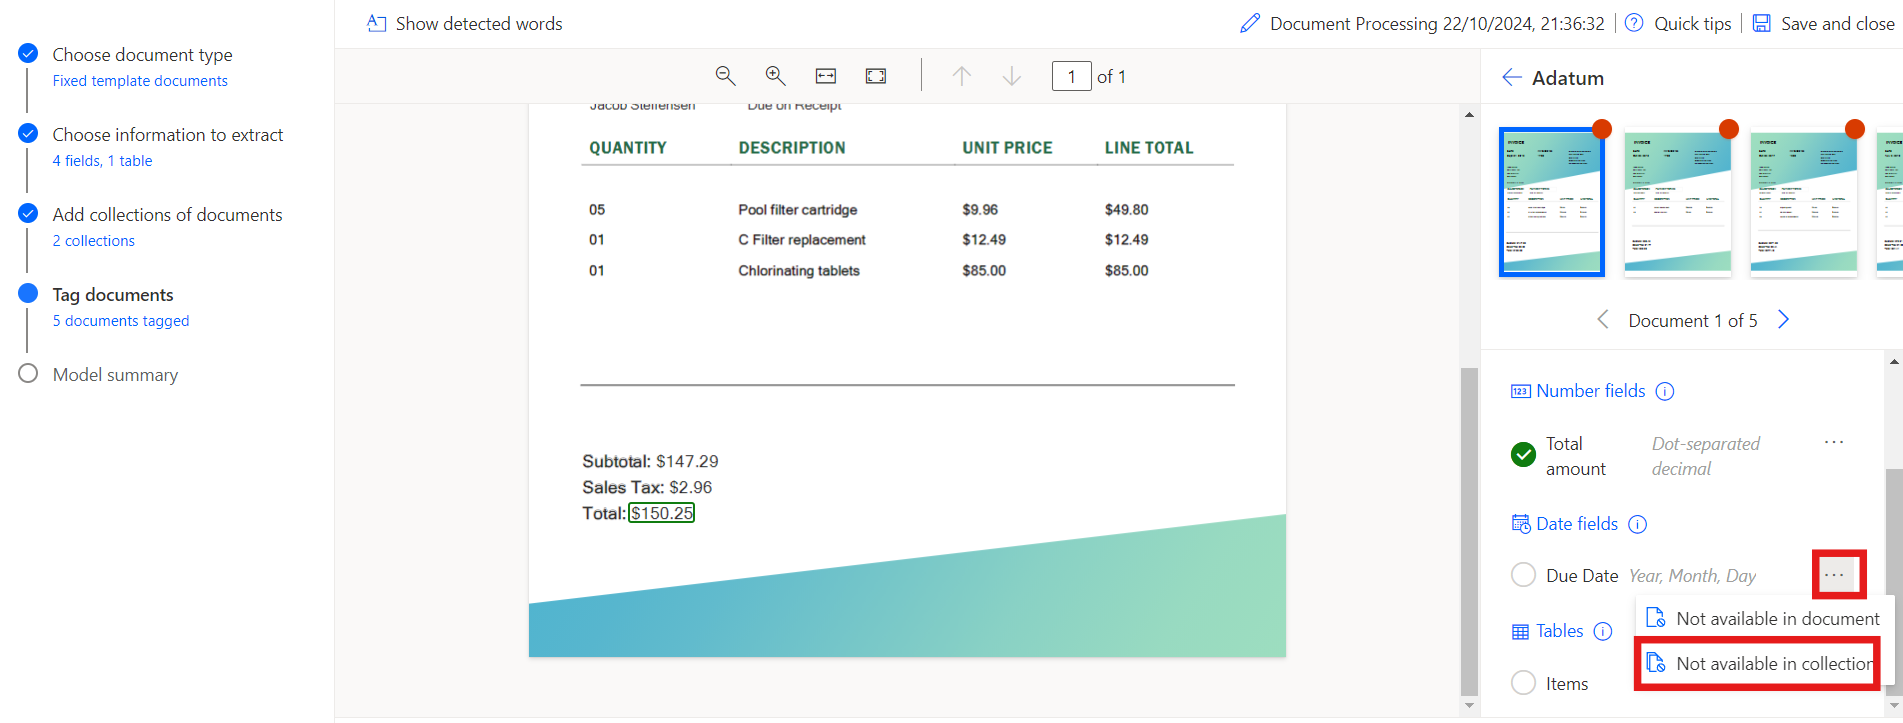 Show detected words
Document Processing 22/10/2024, 21:36:32
Quick tips
Save and close
Choose document type
Fixed template documents
Choose information to extract
4 fields, 1 table
Add collections of documents
2 collections
Tag documents
5 documents tagged
Model summary
1 of 1
Jacob Steffensen Due on Receipt
QUANTITY DESCRIPTION UNIT PRICE LINE TOTAL
05 Pool filter cartridge $9.96 $49.80
01 C Filter replacement $12.49 $12.49
01 Chlorinating tablets $85.00 $85.00
Subtotal: $147.29
Sales Tax: $2.96
Total: $150.25
Adatum
INVOICE
INVOICE
INVOICE
Document 1 of 5
123 Number fields
Total amount
Dot-separated
decimal
...
Date fields
Due Date Year, Month, Day ...
Not available in document
Tables
Not available in collection
Items